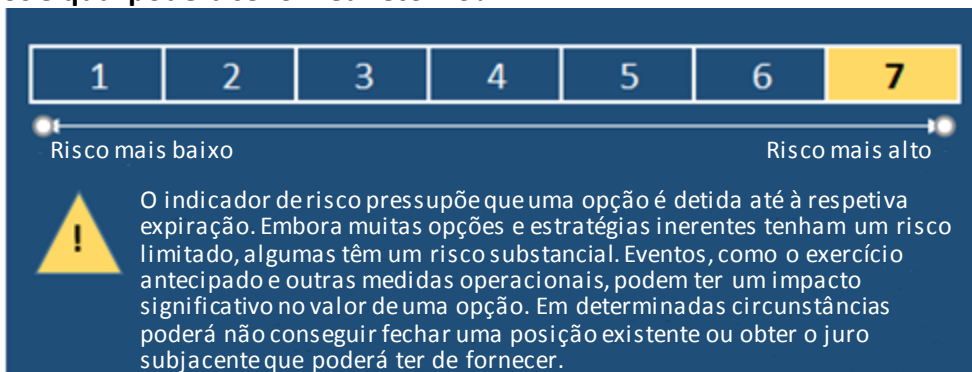 1 2 3 4 5 6 7
Risco mais baixo Risco mais alto
O indicador de risco pressupõe que uma opção é detida até à respetiva
expiração. Embora muitas opções e estratégias inerentes tenham um risco
! limitado, algumas têm um risco substancial. Eventos, como o exercício
antecipado e outras medidas operacionais, podem ter um impacto
significativo no valor de uma opção. Em determinadas circunstâncias
poderá não conseguir fechar uma posição existente ou obter o juro
subjacente que poderá ter de fornecer.